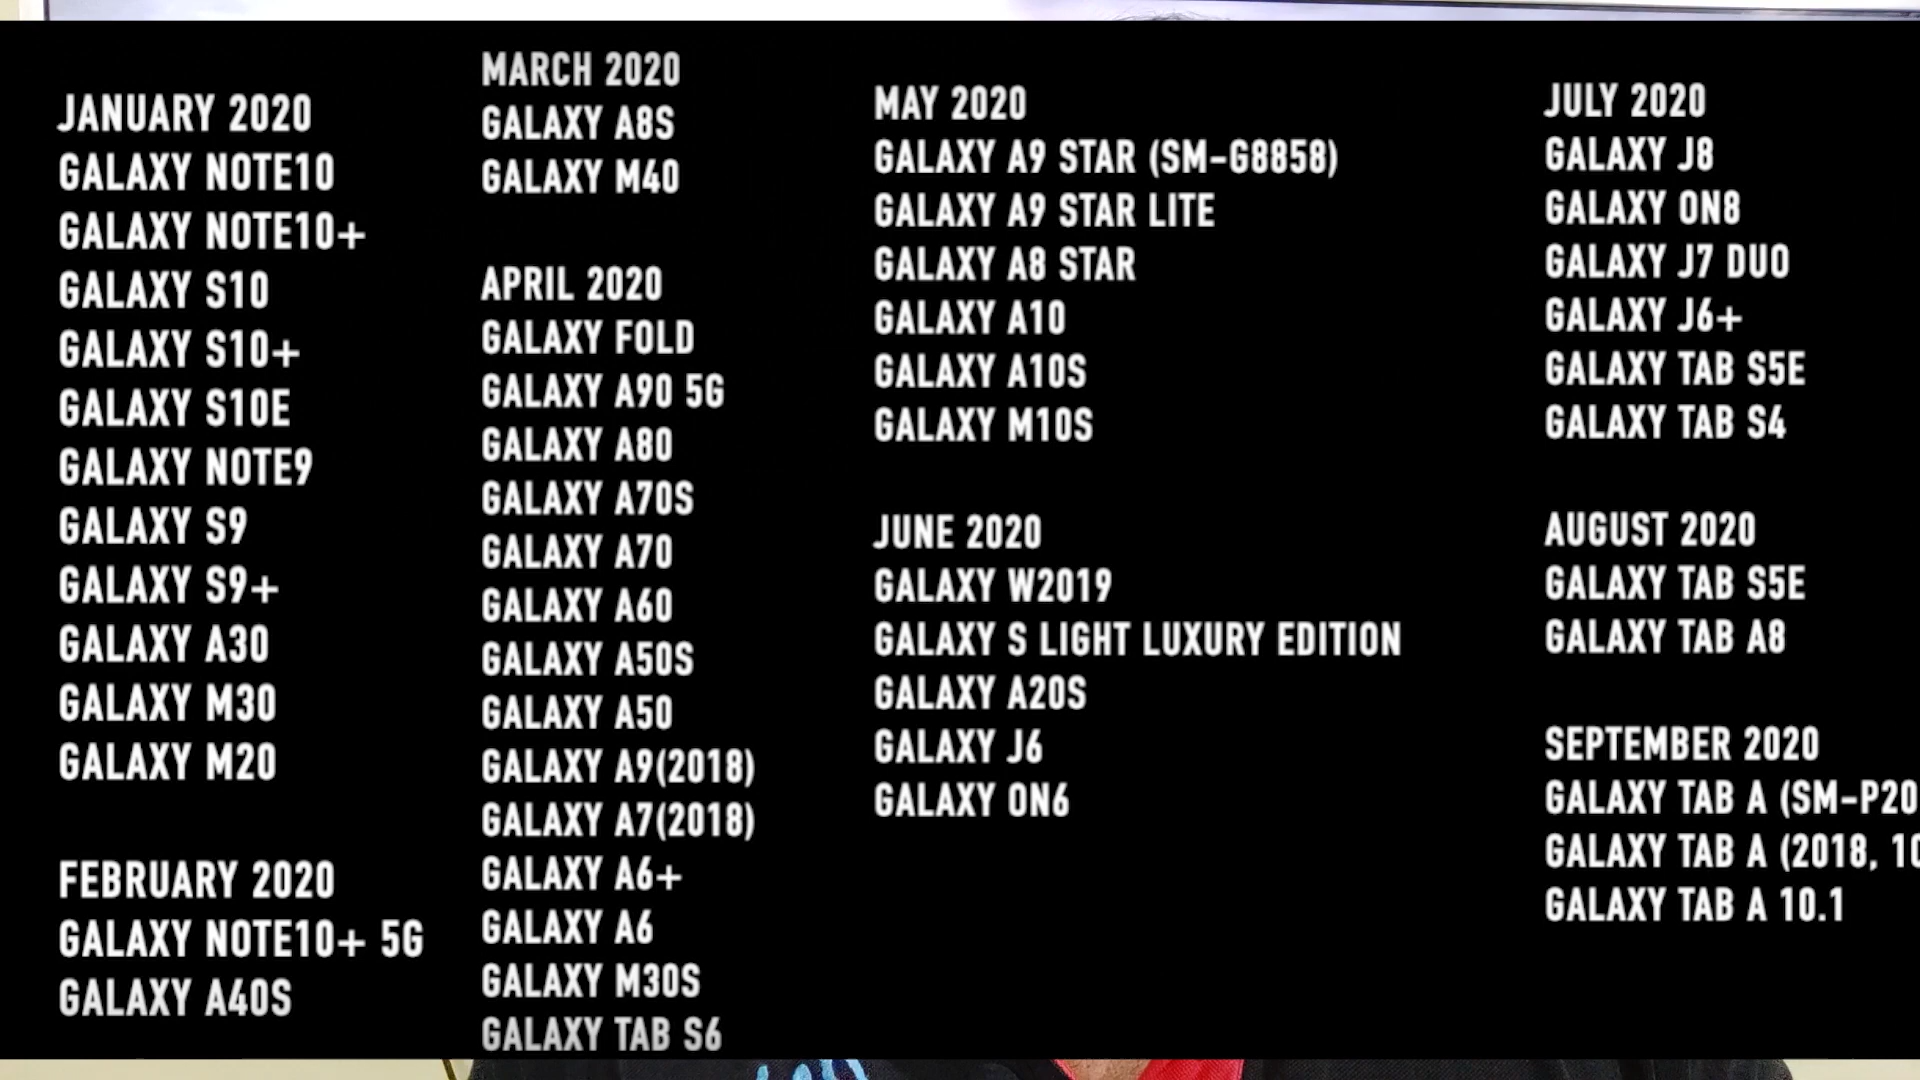 JANUARY 2020
GALAXY NOTE10
GALAXY NOTE10+
GALAXY S10
GALAXY S10+
GALAXY S10E
GALAXY NOTE9
GALAXY S9
GALAXY S9+
GALAXY A30
GALAXY M30
GALAXY M20
FEBRUARY 2020
GALAXY NOTE10+ 5G
GALAXY A40S
MARCH 2020
GALAXY A8S
GALAXY M40
APRIL 2020
GALAXY FOLD
GALAXY A90 5G
GALAXY A80
GALAXY A70S
GALAXY A70
GALAXY A60
GALAXY A50S
GALAXY A50
GALAXY A9(2018)
GALAXY A7(2018)
GALAXY A6+
GALAXY A6
GALAXY M30S
GALAXY TAB S6
MAY 2020
GALAXY A9 STAR (SM-G8858)
GALAXY A9 STAR LITE
GALAXY A8 STAR
GALAXY A10
GALAXY A10S
GALAXY M10S
JUNE 2020
GALAXY W2019
GALAXY S LIGHT LUXURY EDITION
GALAXY A20S
GALAXY J6
GALAXY ON6
JULY 2020
GALAXY J8
GALAXY ON8
GALAXY J7 DUO
GALAXY J6+
GALAXY TAB S5E
GALAXY TAB S4
AUGUST 2020
GALAXY TAB S5E
GALAXY TAB A8
SEPTEMBER 2020
GALAXY TAB A (SM-P20
GALAXY TAB A (2018, 10
GALAXY TAB A 10.1